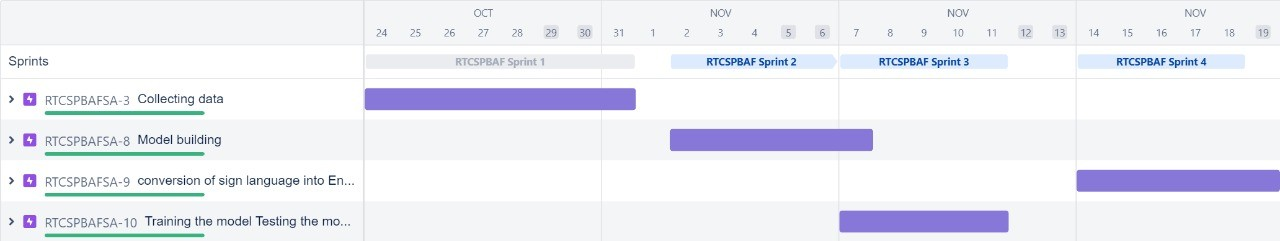 OCT NOV NOV NOV
24 25 26 27 28 29 30 31 1 2 3 4 5 6 7 8 9 10 11 12 13 14 15 16 17 18 19
Sprints RTCSPBAF Sprint 1 RTCSPBAF Sprint 2 RTCSPBAF Sprint 3 RTCSPBAF Sprint 4
RTCSPBAFSA-3 Collecting data
RTCSPBAFSA-8 Model building
RTCSPBAFSA-9 conversion of sign language into En...
RTCSPBAFSA-10 Training the model Testing the mo...